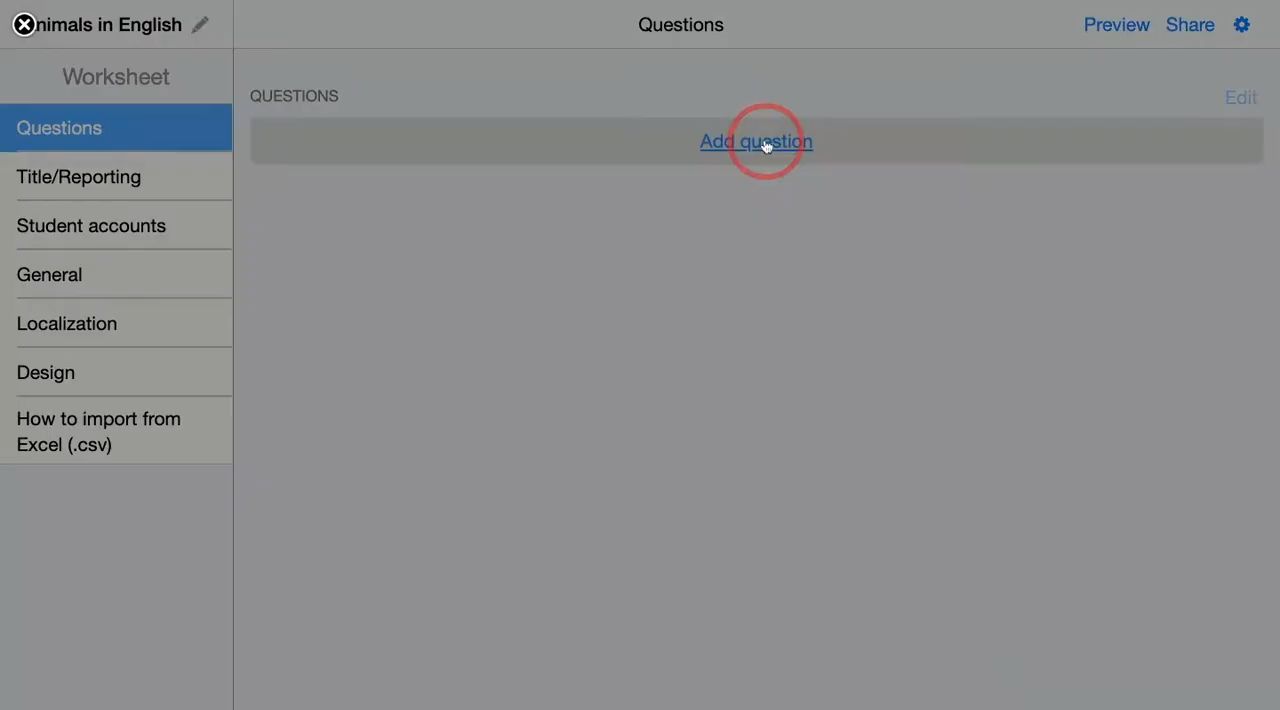 nimals in English
Questions
Preview
Share
Worksheet
Questions
Title/Reporting
Student accounts
General
Localization
Design
How to import from
Excel (.csv)
QUESTIONS
Edit
Add question